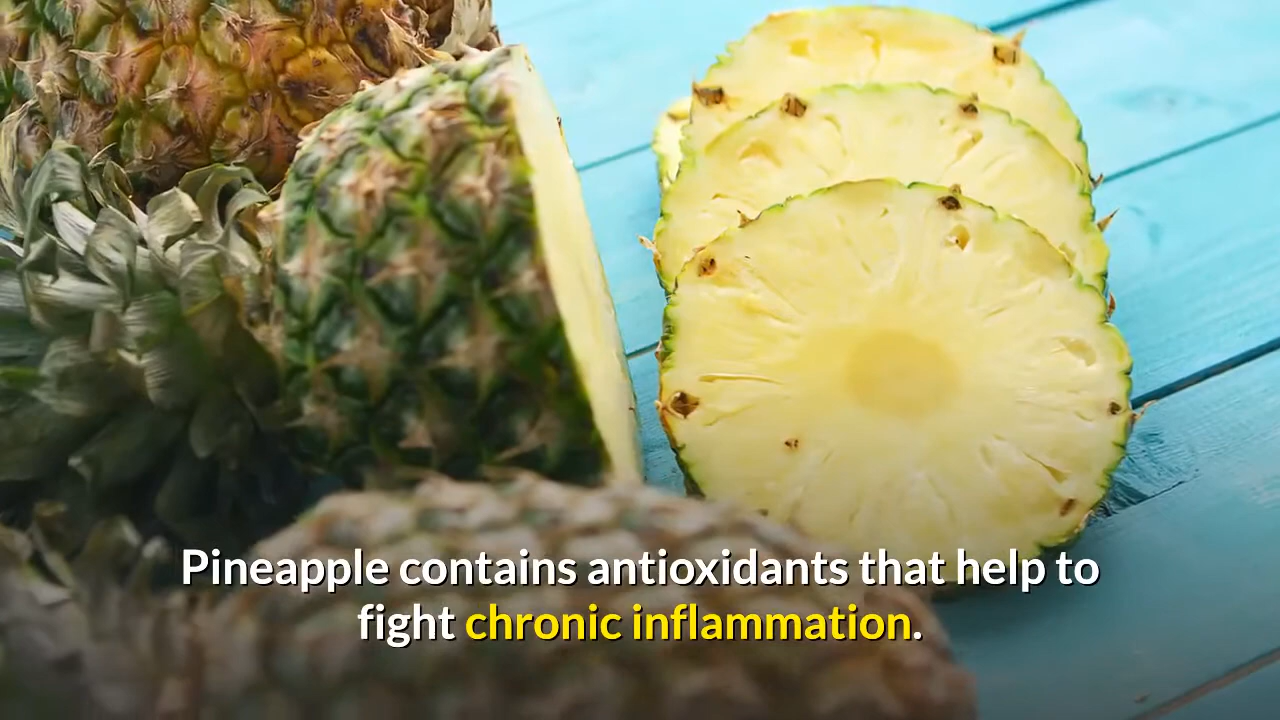 Pineapple contains antioxidants that help to
fight chronic inflammation.